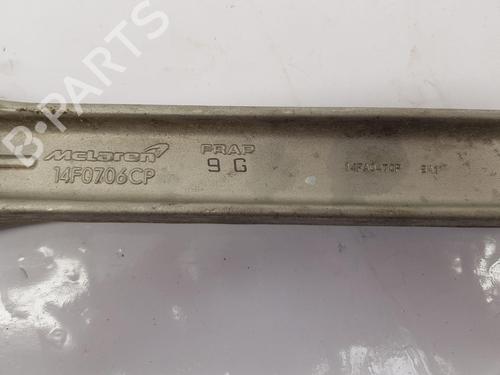 B-PARTS
McLaren
14F0706CP
PRAP
9 G